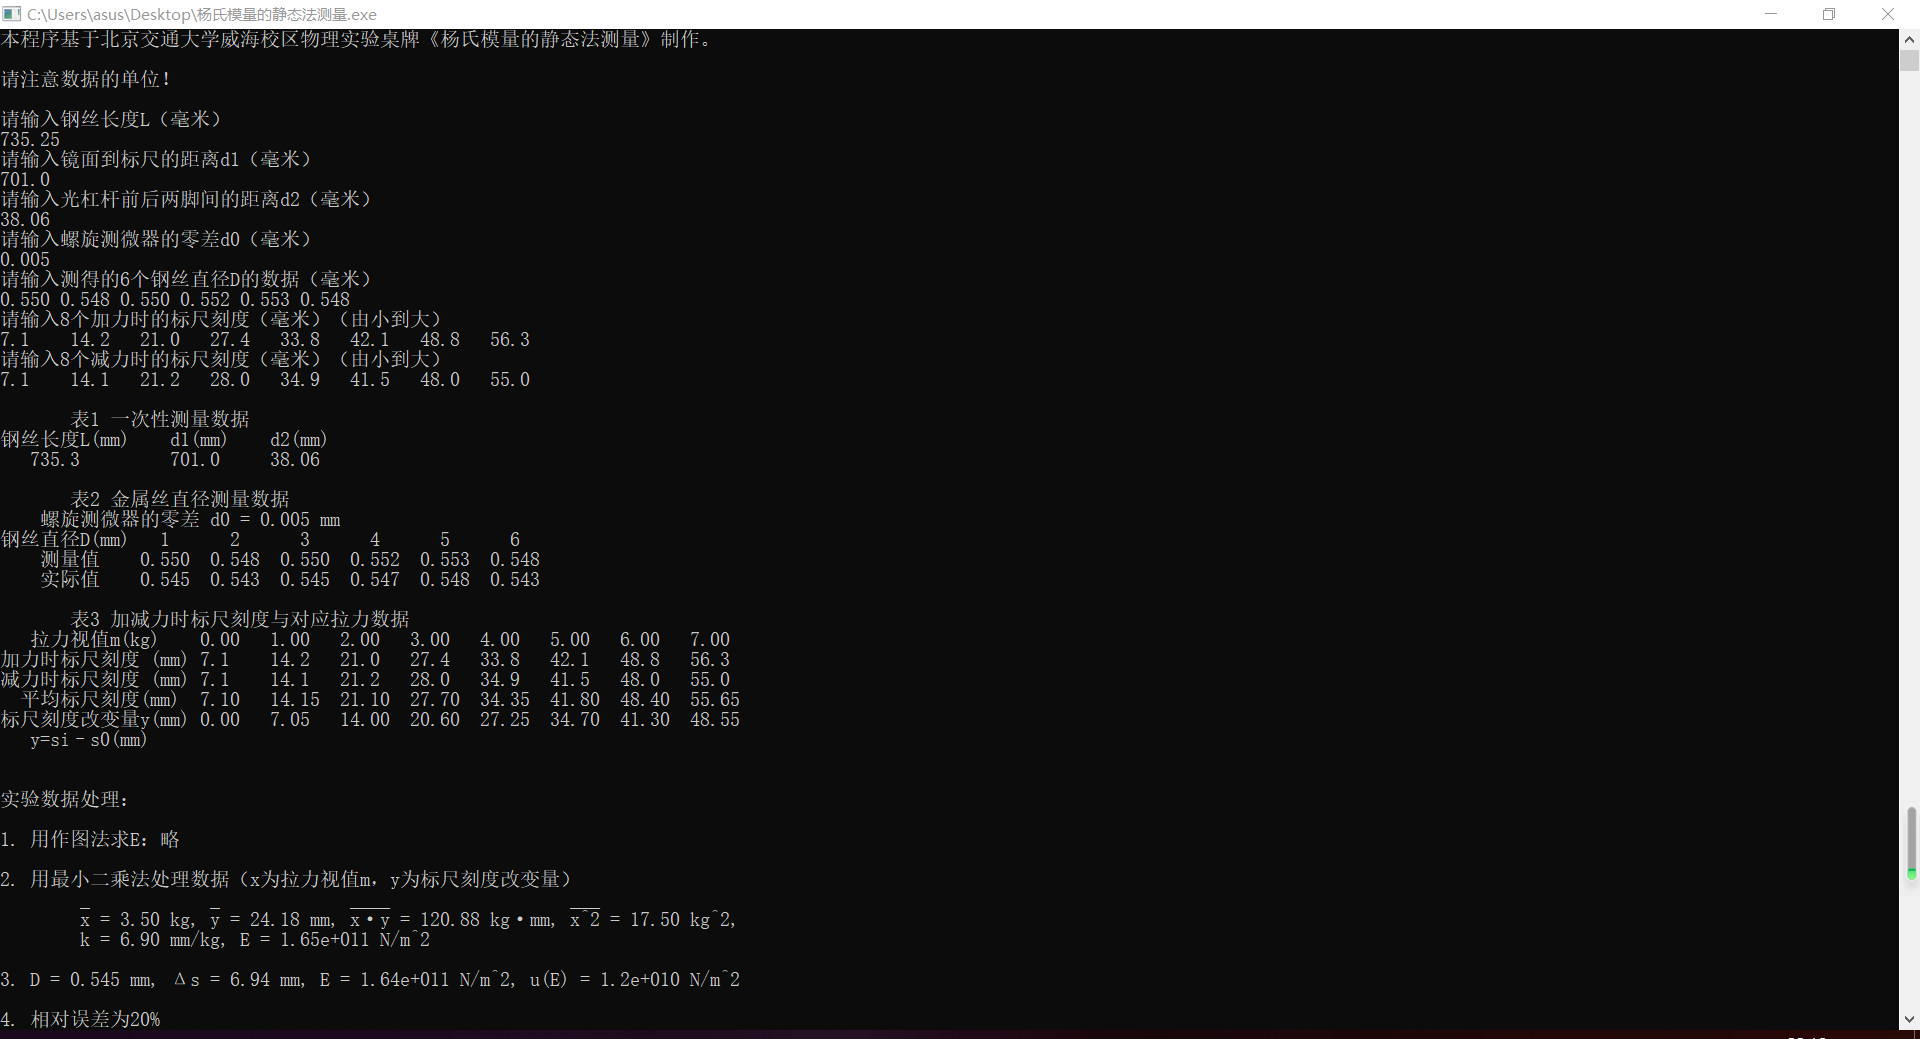 C:\Users\asus\Desktop\杨氏模量的静态法测量.exe
本程序基于北京交通大学威海校区物理实验桌牌《杨氏模量的静态法测量》制作。
请注意数据的单位！
请输入钢丝长度L（毫米）
735.25
请输入镜面到标尺的距离d1（毫米）
701.0
请输入光杠杆前后两脚间的距离d2（毫米）
38.06
请输入螺旋测微器的零差d0（毫米）
0.005
请输入测得的6个钢丝直径D的数据（毫米）
0.550 0.548 0.550 0.552 0.553 0.548
请输入8个加力时的标尺刻度（毫米）（由小到大）
7.1 14.2 21.0 27.4 33.8 42.1 48.8 56.3
请输入8个减力时的标尺刻度（毫米）（由小到大）
7.1 14.1 21.2 28.0 34.9 41.5 48.0 55.0
表1 一次性测量数据
钢丝长度L(mm) d1(mm) d2(mm)
735.3 701.0 38.06
表2 金属丝直径测量数据
螺旋测微器的零差 d0 = 0.005 mm
钢丝直径D(mm) 1 2 3 4 5 6
测量值 0.550 0.548 0.550 0.552 0.553 0.548
实际值 0.545 0.543 0.545 0.547 0.548 0.543
表3 加减力时标尺刻度与对应拉力数据
拉力视值m(kg) 0.00 1.00 2.00 3.00 4.00 5.00 6.00 7.00
加力时标尺刻度 (mm) 7.1 14.2 21.0 27.4 33.8 42.1 48.8 56.3
减力时标尺刻度 (mm) 7.1 14.1 21.2 28.0 34.9 41.5 48.0 55.0
平均标尺刻度(mm) 7.10 14.15 21.10 27.70 34.35 41.80 48.40 55.65
标尺刻度改变量y(mm) 0.00 7.05 14.00 20.60 27.25 34.70 41.30 48.55
y=si－s0(mm)
实验数据处理：
1. 用作图法求E：略
2. 用最小二乘法处理数据（x为拉力视值m，y为标尺刻度改变量）
x̅ = 3.50 kg, y̅ = 24.18 mm, x̅·̅y̅ = 120.88 kg·mm, x̅^̅2̅ = 17.50 kg^2,
k = 6.90 mm/kg, E = 1.65e+011 N/m^2
3. D = 0.545 mm, Δs = 6.94 mm, E = 1.64e+011 N/m^2, u(E) = 1.2e+010 N/m^2
4. 相对误差为20%